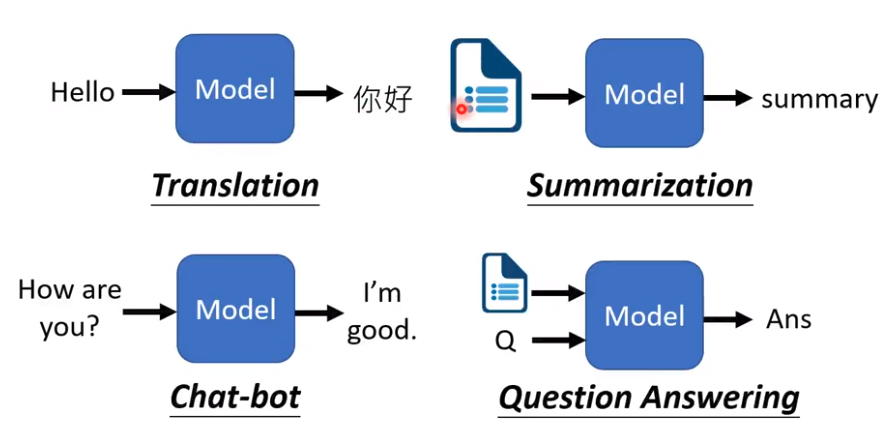 Hello
Model
你好
Translation
Model
summary
Summarization
How are
you?
Model
I'm
good.
Chat-bot
Q
Model
Ans
Question Answering